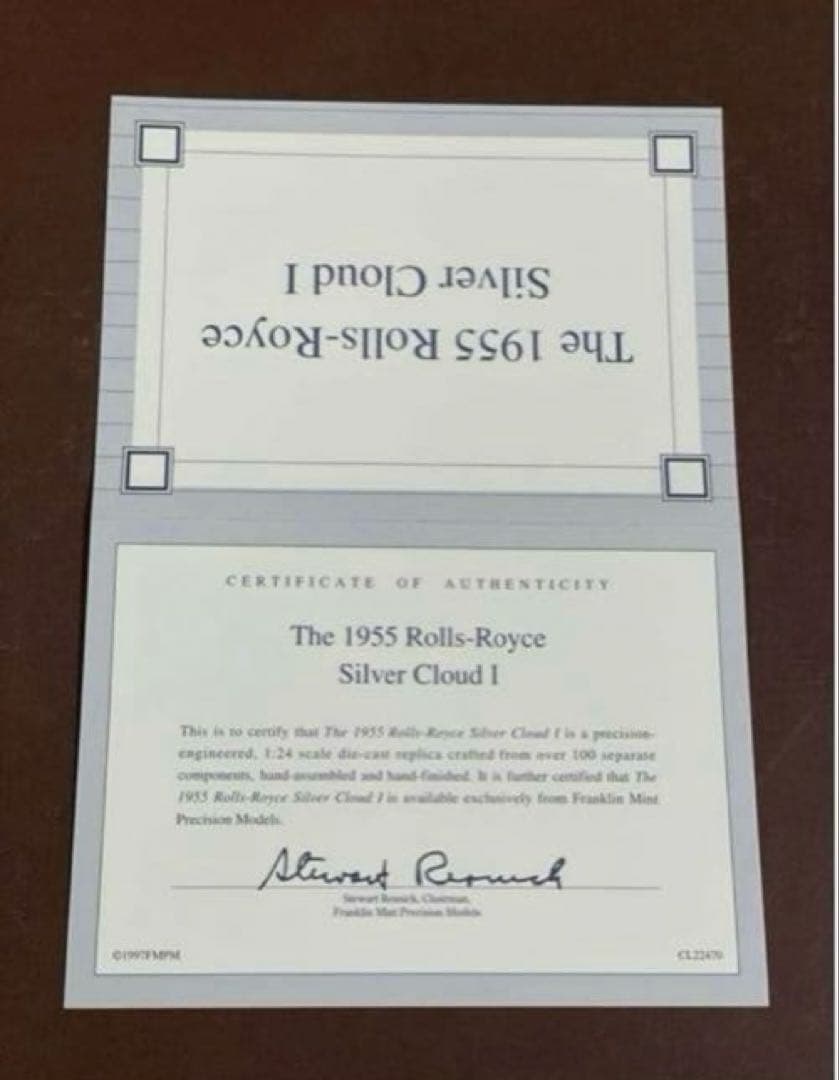 The 1955 Rolls-Royce
Silver Cloud I
CERTIFICATE OF AUTHENTICITY
The 1955 Rolls-Royce
Silver Cloud I
This is to certify that The 1955 Rolls-Royce Silver Cloud I is a precision-
engineered, 1:24 scale die-cast replica crafted from over 100 separate
components, hand-assembled and hand-finished. It is further certified that The
1955 Rolls-Royce Silver Cloud I is available exclusively from Franklin Mint
Precision Models.
Stewart Resnick
Stewart Resnick, Chairman,
Franklin Mint Precision Models
©1997FMPM
CL22470